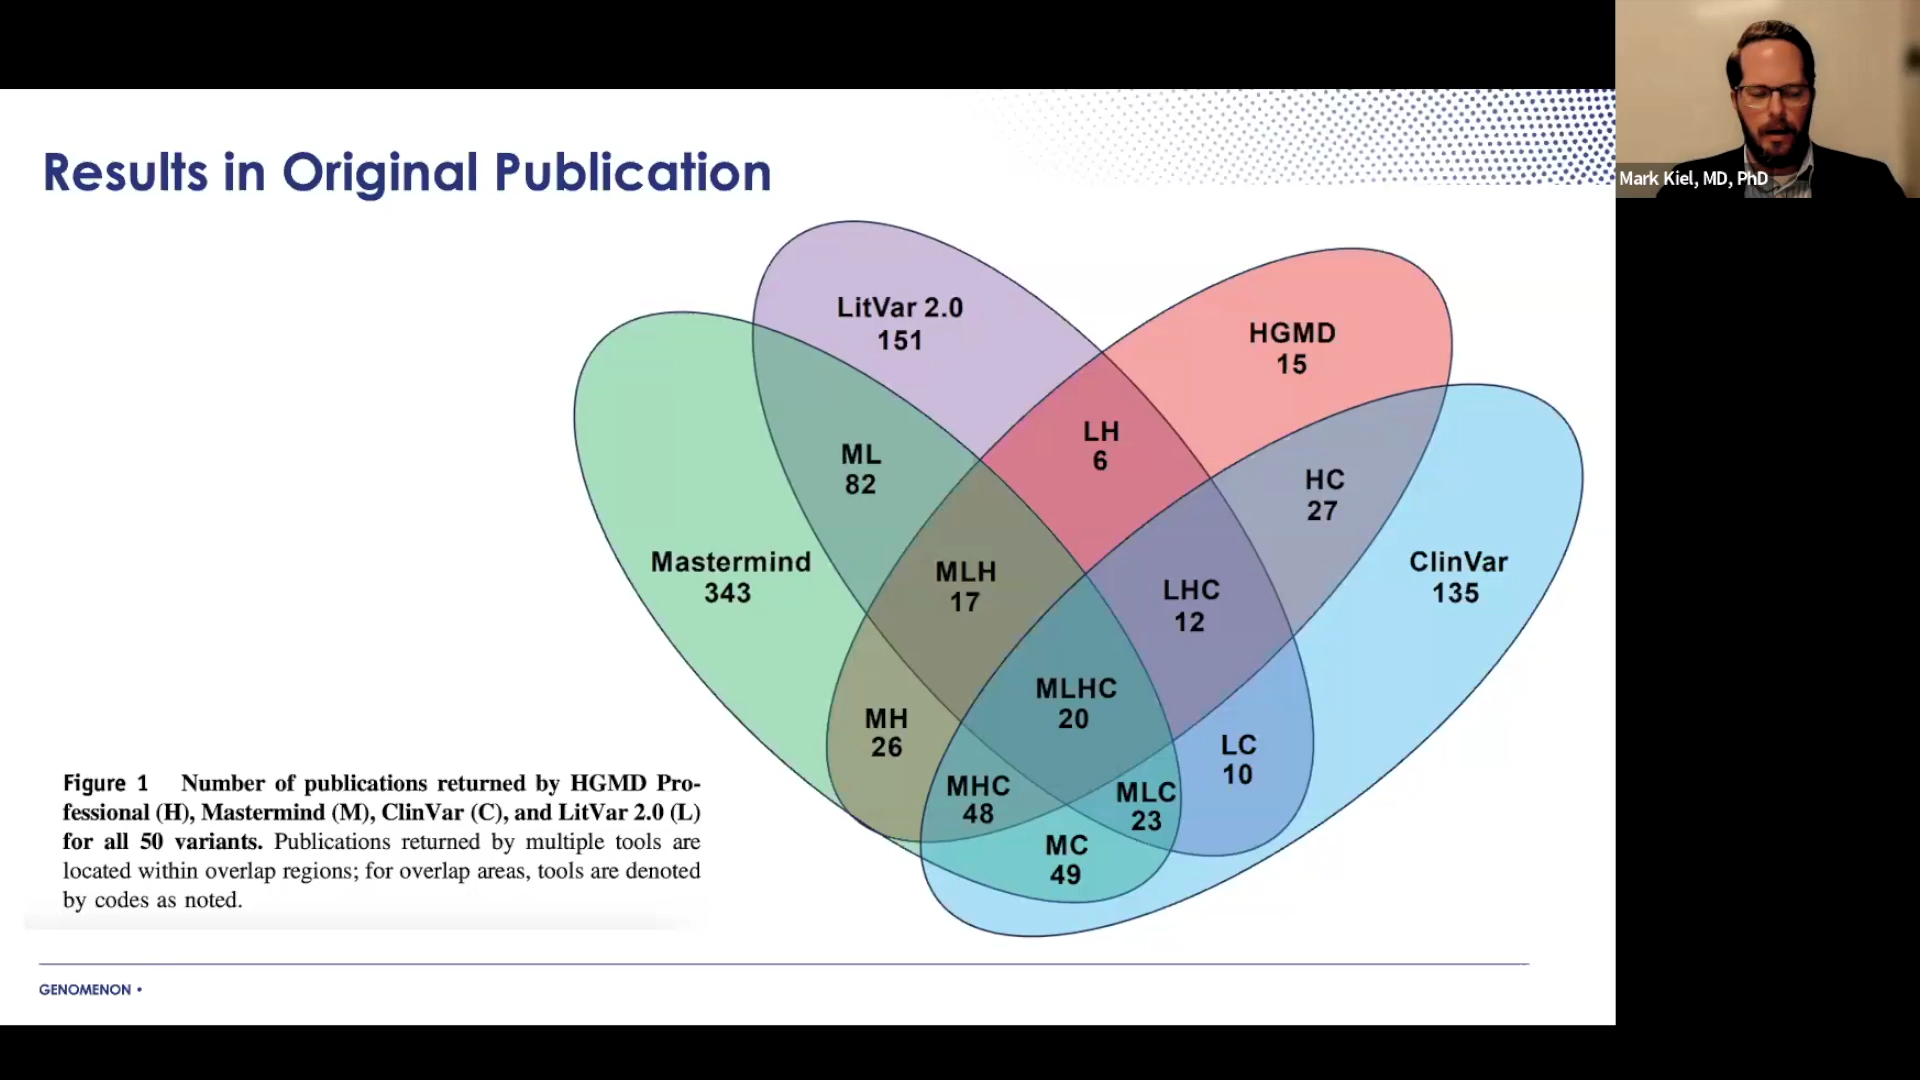 Results in Original Publication
Mark Kiel, MD, PhD
LitVar 2.0
151
HGMD
15
LH
6
ML
82
HC
27
Mastermind
343
MLH
17
LHC
12
ClinVar
135
MLHC
20
MH
26
LC
10
MHC
48
MLC
23
MC
49
Figure 1 Number of publications returned by HGMD Pro-
fessional (H), Mastermind (M), ClinVar (C), and LitVar 2.0 (L)
for all 50 variants. Publications returned by multiple tools are
located within overlap regions; for overlap areas, tools are denoted
by codes as noted.
GENOMENON •